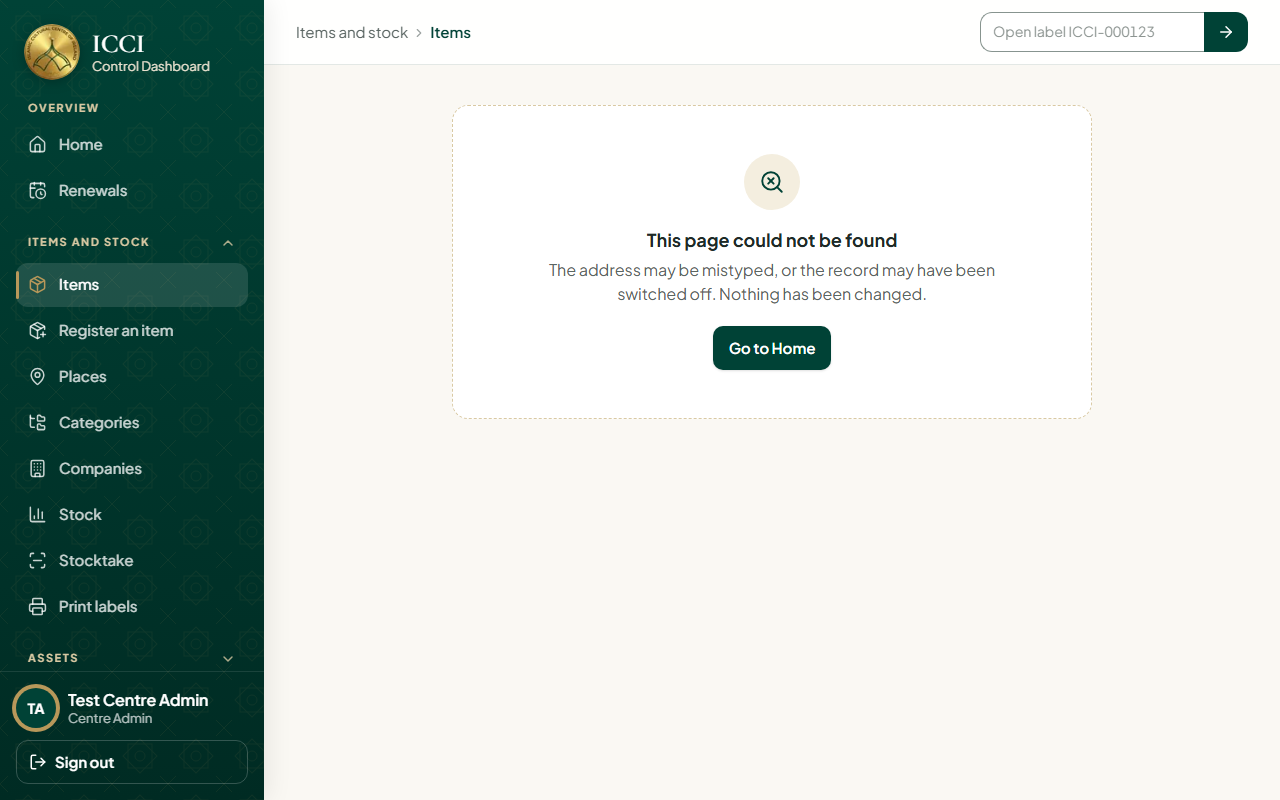 ICCI
Control Dashboard
OVERVIEW
Home
Renewals
ITEMS AND STOCK
Items
Register an item
Places
Categories
Companies
Stock
Stocktake
Print labels
ASSETS
TA
Test Centre Admin
Centre Admin
Sign out
Items and stock > Items
Open label ICCI-000123
This page could not be found
The address may be mistyped, or the record may have been
switched off. Nothing has been changed.
Go to Home